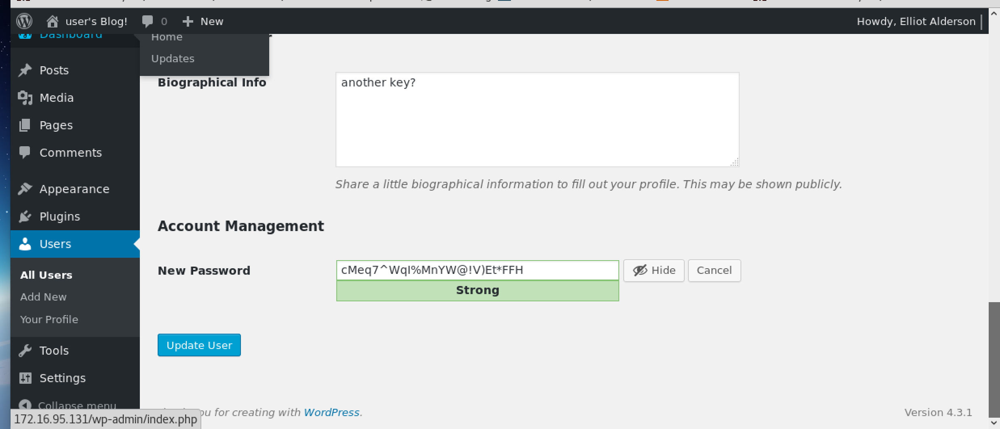 user's Blog! 0 New Howdy, Elliot Alderson
Dashboard
Home
Updates
Posts
Media
Pages
Comments
Appearance
Plugins
Users
All Users
Add New
Your Profile
Tools
Settings
Collapse menu
Biographical Info
another key?
Share a little biographical information to fill out your profile. This may be shown publicly.
Account Management
New Password
cMeq7^WqI%MnYW@!V)Et*FFH
Hide
Cancel
Strong
Update User
you for creating with WordPress.
Version 4.3.1
172.16.95.131/wp-admin/index.php